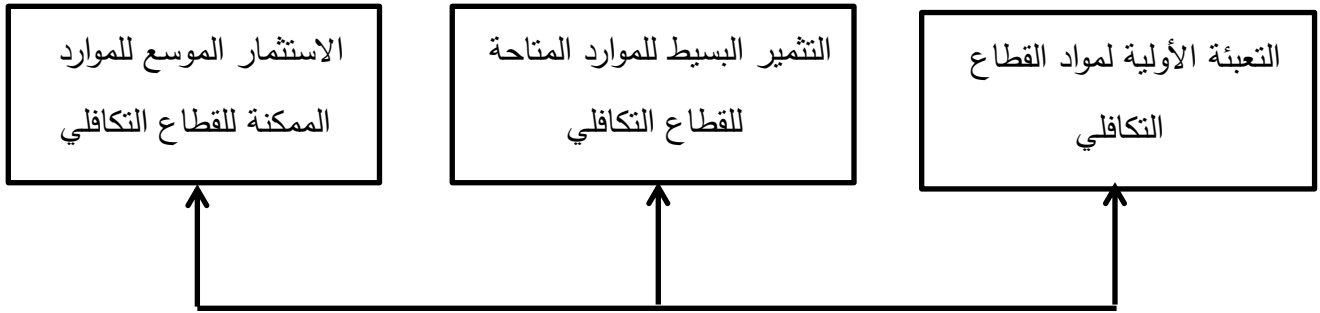 التعبئة الأولية لمواد القطاع
التكافلي
التثمير البسيط للموارد المتاحة
للقطاع التكافلي
الاستثمار الموسع للموارد
الممكنة للقطاع التكافلي